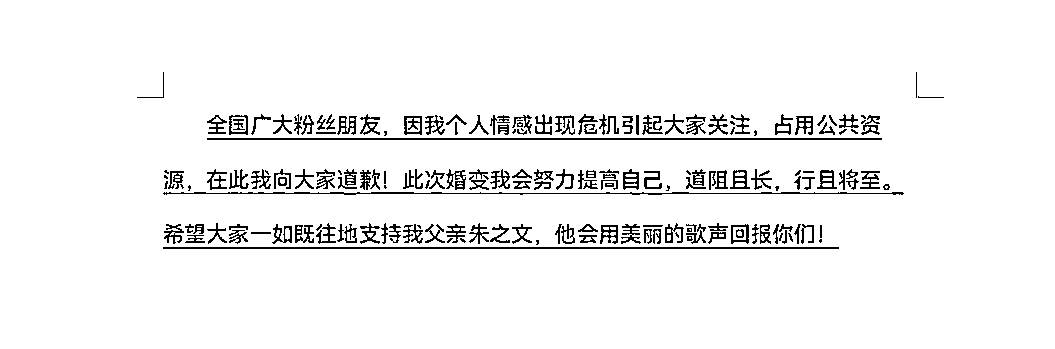 全国广大粉丝朋友，因我个人情感出现危机引起大家关注，占用公共资
源，在此我向大家道歉！此次婚变我会努力提高自己，道阻且长，行且将至。
希望大家一如既往地支持我父亲朱之文，他会用美丽的歌声回报你们！